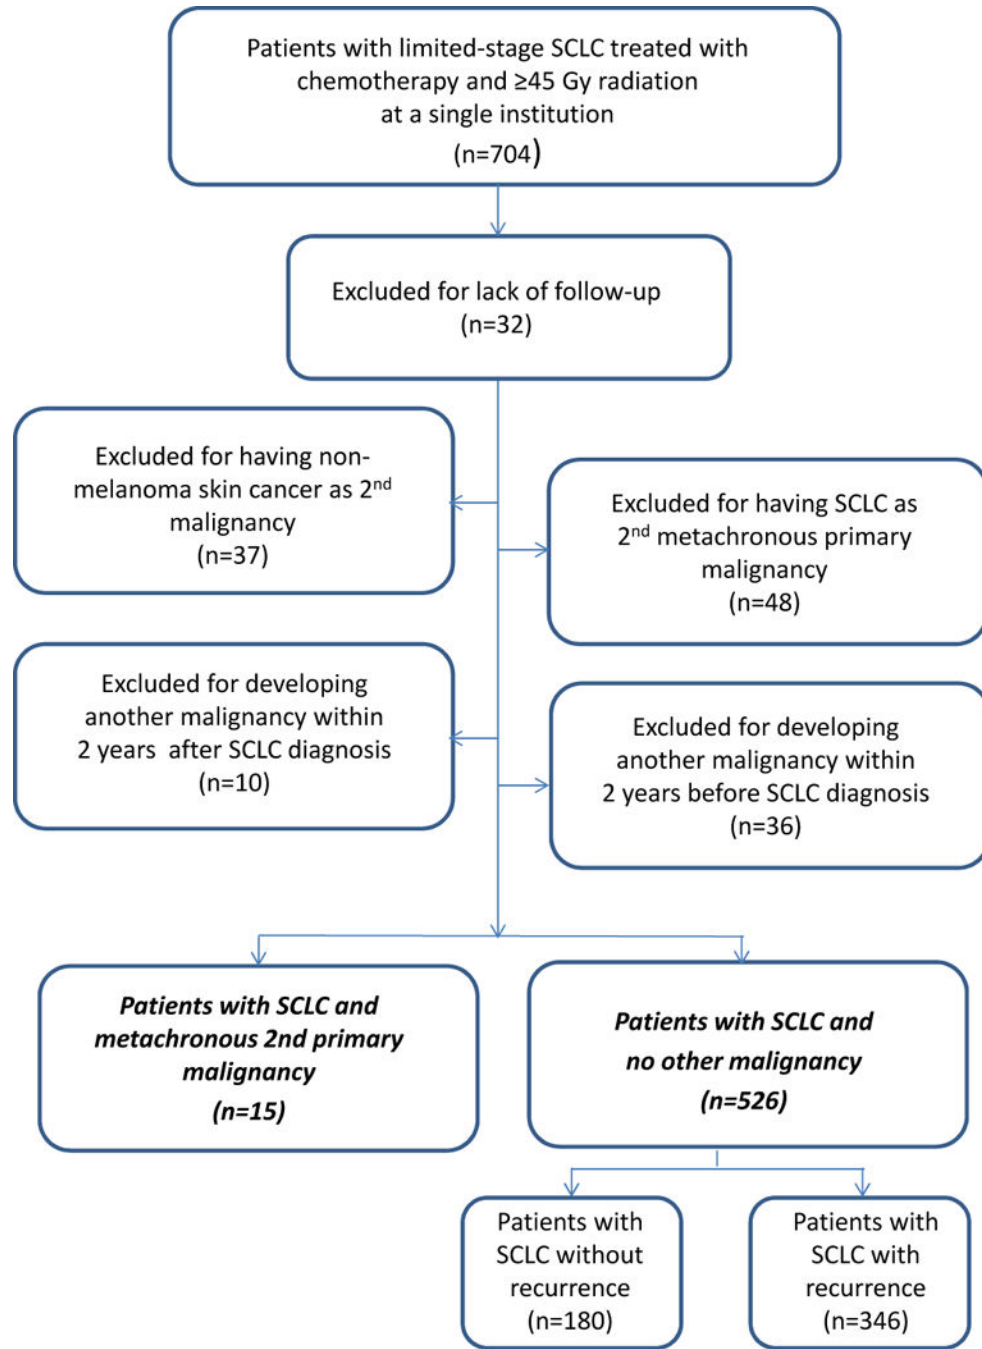 Patients with limited-stage SCLC treated with
chemotherapy and ≥45 Gy radiation
at a single institution
(n=704)
Excluded for lack of follow-up
(n=32)
Excluded for having non-
melanoma skin cancer as 2nd
malignancy
(n=37)
Excluded for having SCLC as
2nd metachronous primary
malignancy
(n=48)
Excluded for developing
another malignancy within
2 years after SCLC diagnosis
(n=10)
Excluded for developing
another malignancy within
2 years before SCLC diagnosis
(n=36)
Patients with SCLC and
metachronous 2nd primary
malignancy
(n=15)
Patients with SCLC and
no other malignancy
(n=526)
Patients with
SCLC without
recurrence
(n=180)
Patients with
SCLC with
recurrence
(n=346)